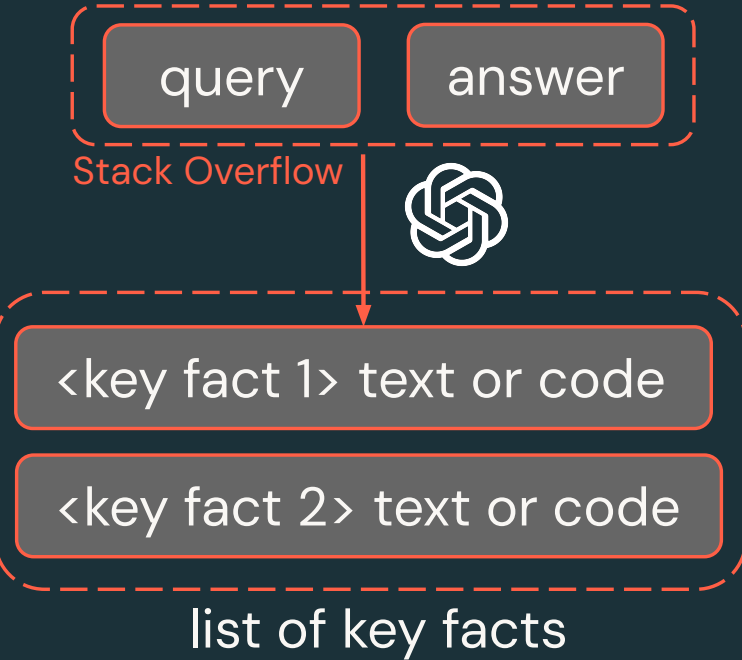 query
answer
Stack Overflow
<key fact 1> text or code
<key fact 2> text or code
list of key facts